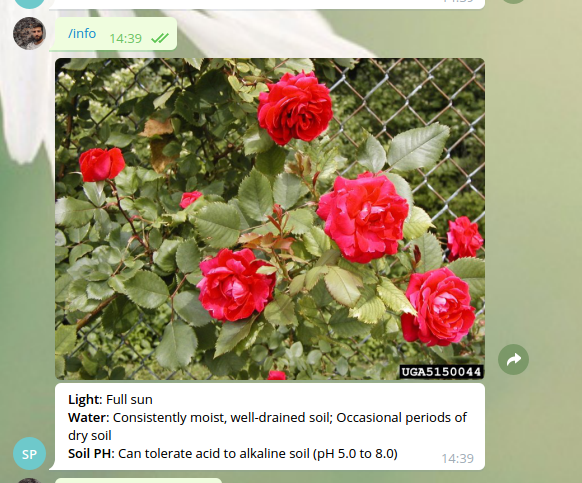 /info 14:39
UGA5150044
Light: Full sun
Water: Consistently moist, well-drained soil; Occasional periods of
dry soil
Soil PH: Can tolerate acid to alkaline soil (pH 5.0 to 8.0)
SP 14:39